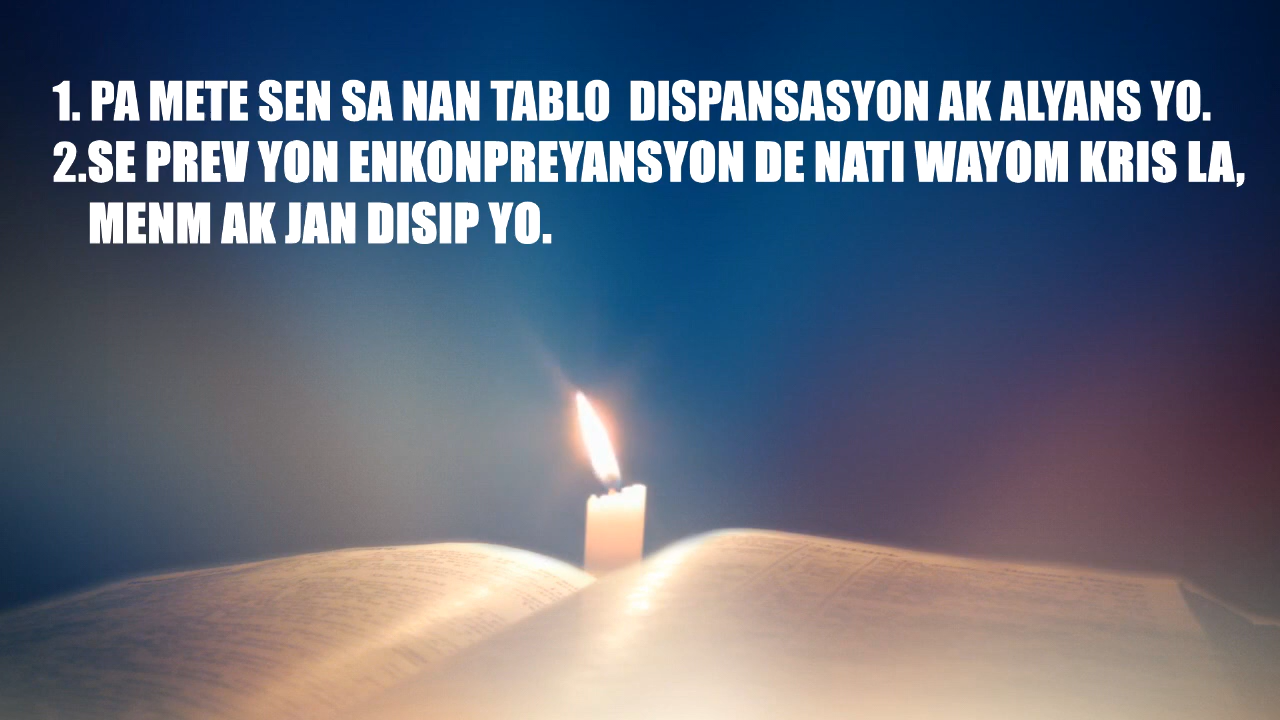 1. PA METE SEN SA NAN TABLO  DISPANSASYON AK ALYANS YO.
2.SE PREV YON ENKONPREYANSYON DE NATI WAYOM KRIS LA,
MENM AK JAN DISIP YO.